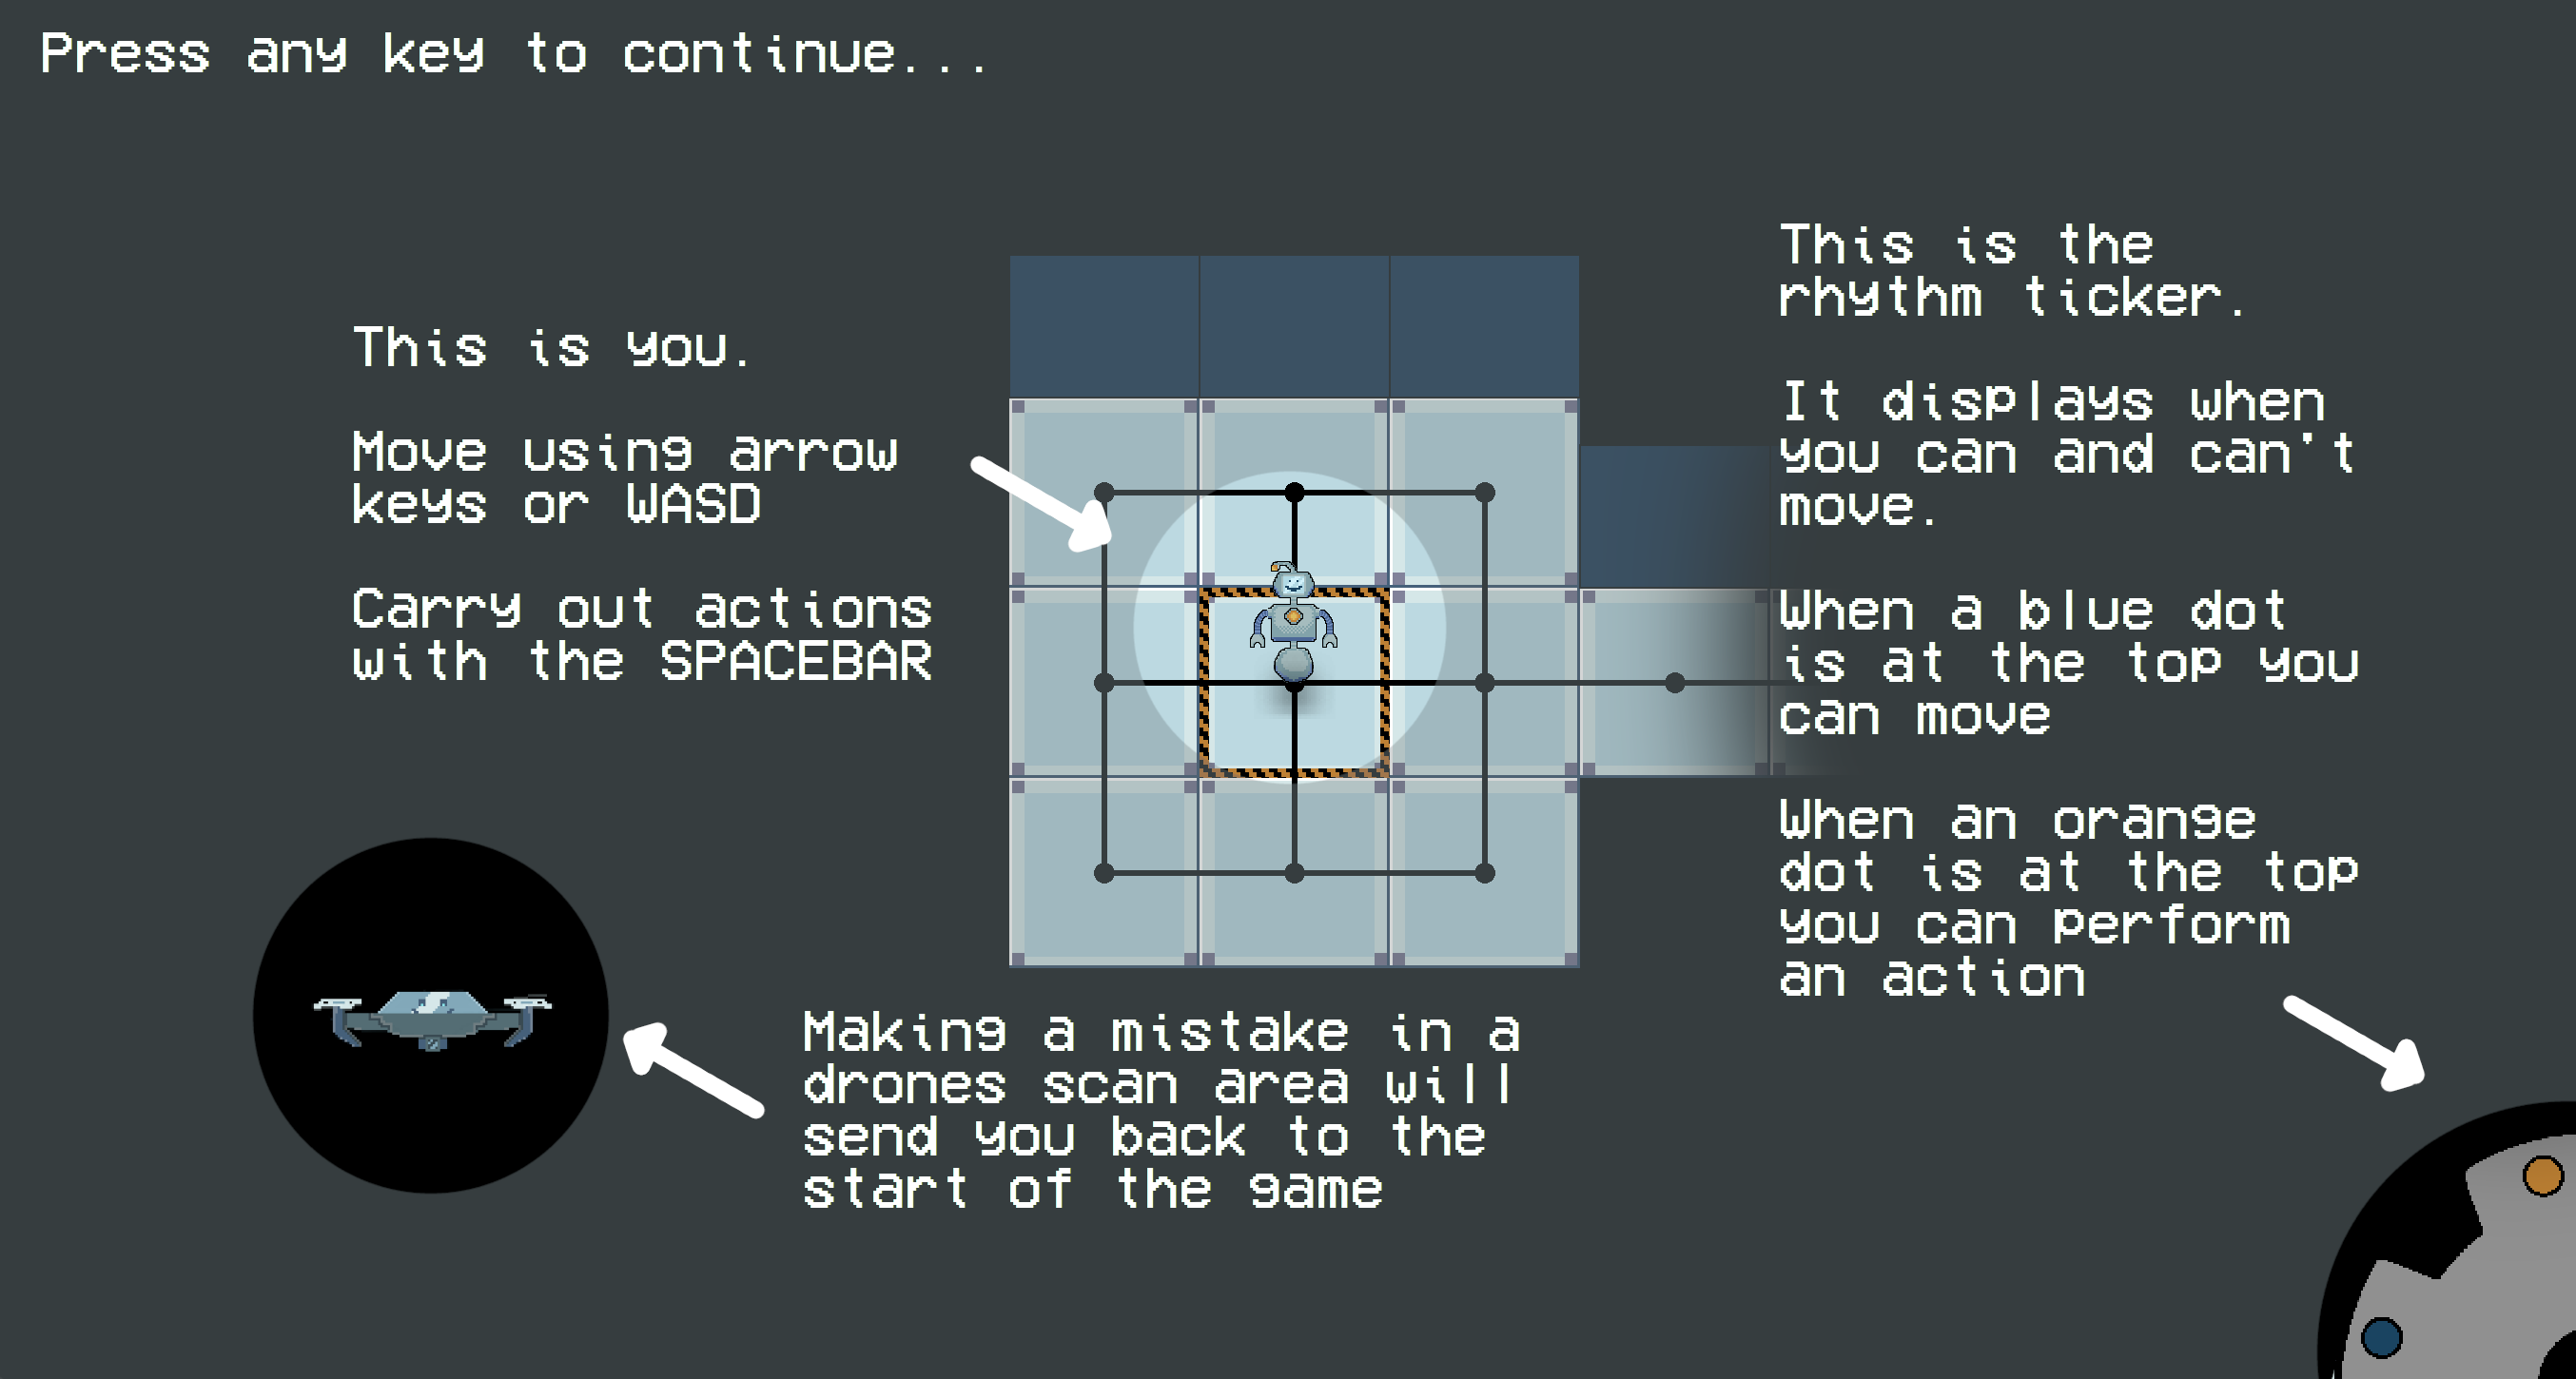 Press any key to continue...
This is you.
Move using arrow
keys or WASD
Carry out actions
with the SPACEBAR
This is the
rhythm ticker.
It displays when
you can and can't
move.
When a blue dot
is at the top you
can move
When an orange
dot is at the top
you can perform
an action
Making a mistake in a
drones scan area will
send you back to the
start of the game